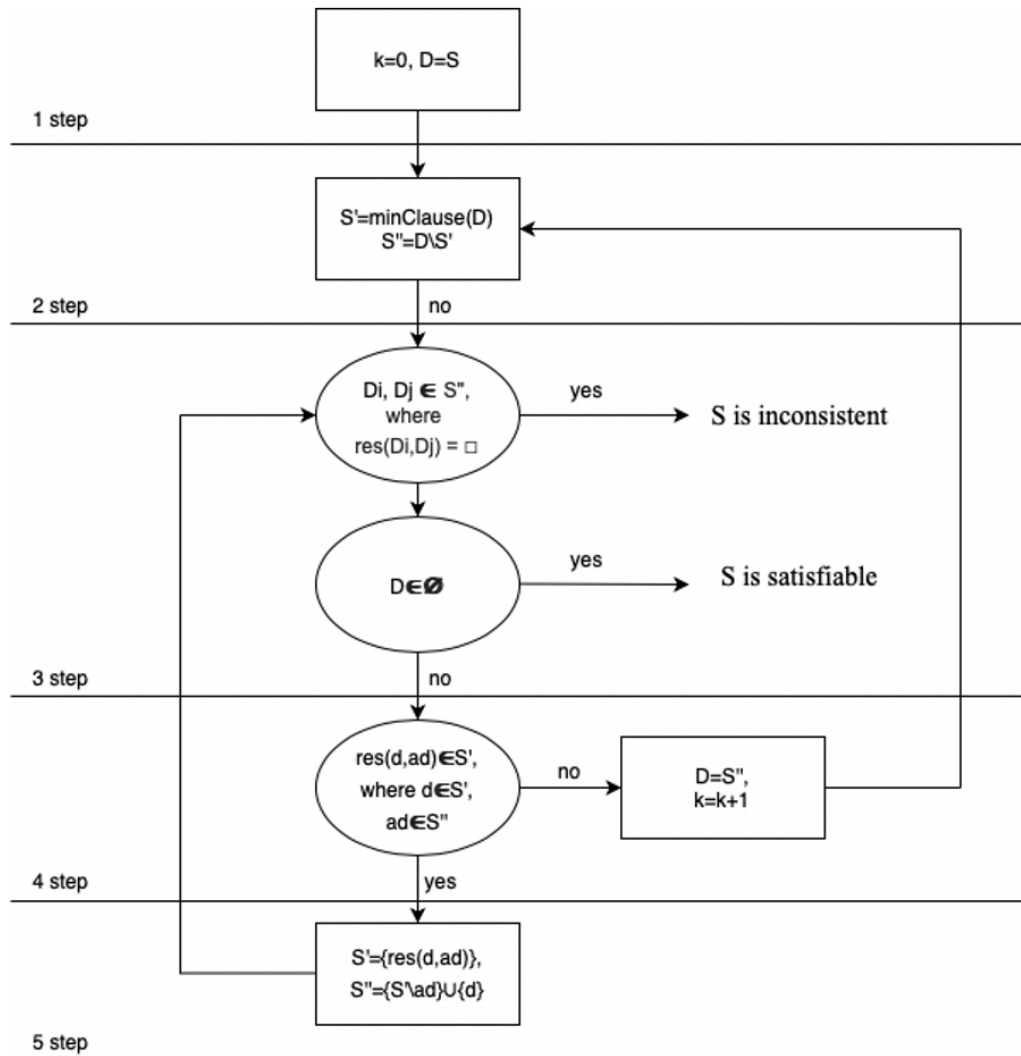 k=0, D=S
1 step
S'=minClause(D)
S"=D\S'
no
2 step
Di, Dj ∈ S",
where
res(Di,Dj) = □
yes
S is inconsistent
D∈Ø
yes
S is satisfiable
no
3 step
res(d,ad)∈S',
where d∈S',
ad∈S"
no
D=S",
k=k+1
yes
4 step
S'={res(d,ad)},
S"={S'\ad}∪{d}
5 step